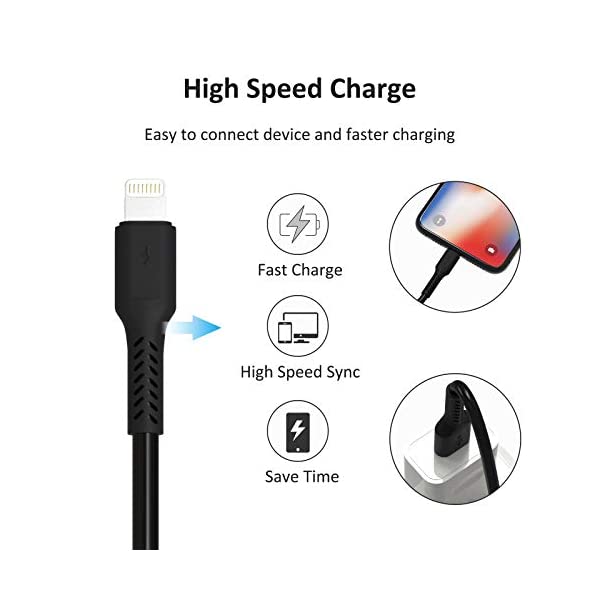 High Speed Charge
Easy to connect device and faster charging
Fast Charge
High Speed Sync
Save Time